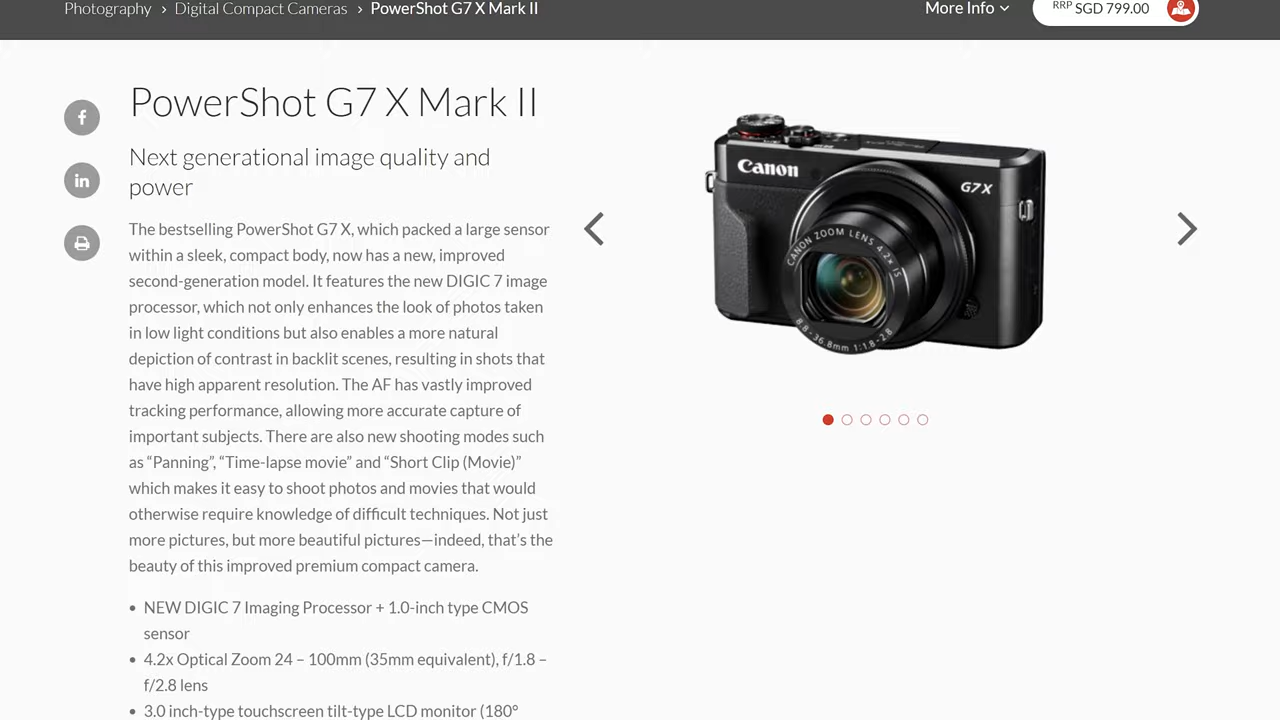 Photography › Digital Compact Cameras › PowerShot G7 X Mark II
More Info
RRP SGD 799.00
PowerShot G7 X Mark II
Next generational image quality and
power
The bestselling PowerShot G7 X, which packed a large sensor
within a sleek, compact body, now has a new, improved
second-generation model. It features the new DIGIC 7 image
processor, which not only enhances the look of photos taken
in low light conditions but also enables a more natural
depiction of contrast in backlit scenes, resulting in shots that
have high apparent resolution. The AF has vastly improved
tracking performance, allowing more accurate capture of
important subjects. There are also new shooting modes such
as “Panning”, “Time-lapse movie” and “Short Clip (Movie)”
which makes it easy to shoot photos and movies that would
otherwise require knowledge of difficult techniques. Not just
more pictures, but more beautiful pictures—indeed, that’s the
beauty of this improved premium compact camera.
• NEW DIGIC 7 Imaging Processor + 1.0-inch type CMOS
sensor
• 4.2x Optical Zoom 24 – 100mm (35mm equivalent), f/1.8 –
f/2.8 lens
• 3.0 inch-type touchscreen tilt-type LCD monitor (180°
Canon
G7X
CANON ZOOM LENS 4.2x IS
8.8-36.8mm 1:1.8-2.8